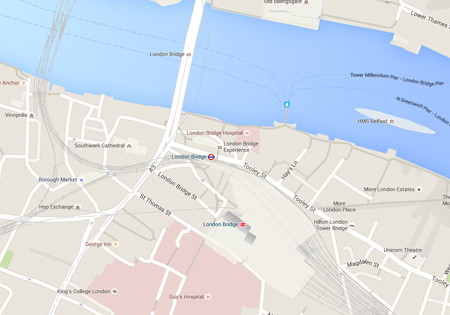 Old Billingsgate
Lower Thames
London Bridge
Tower Millennium Pier - London Bridge Pier
Anchor
N Greenwich Pier - London
Vinopolis
HMS Belfast
London Bridge Hospital
Southwark Cathedral
London Bridge
Experience
London Bridge
Tooley St
Hay's Ln
A3
Borough Market
London Bridge St
More London Estates
St Thomas St
Tooley St
Hop Exchange
More
London Place
London Bridge
Hilton London
Tower Bridge
George Inn
Unicorn Theatre
Magdalen St
Tooley
King's College London
Guy's Hospital